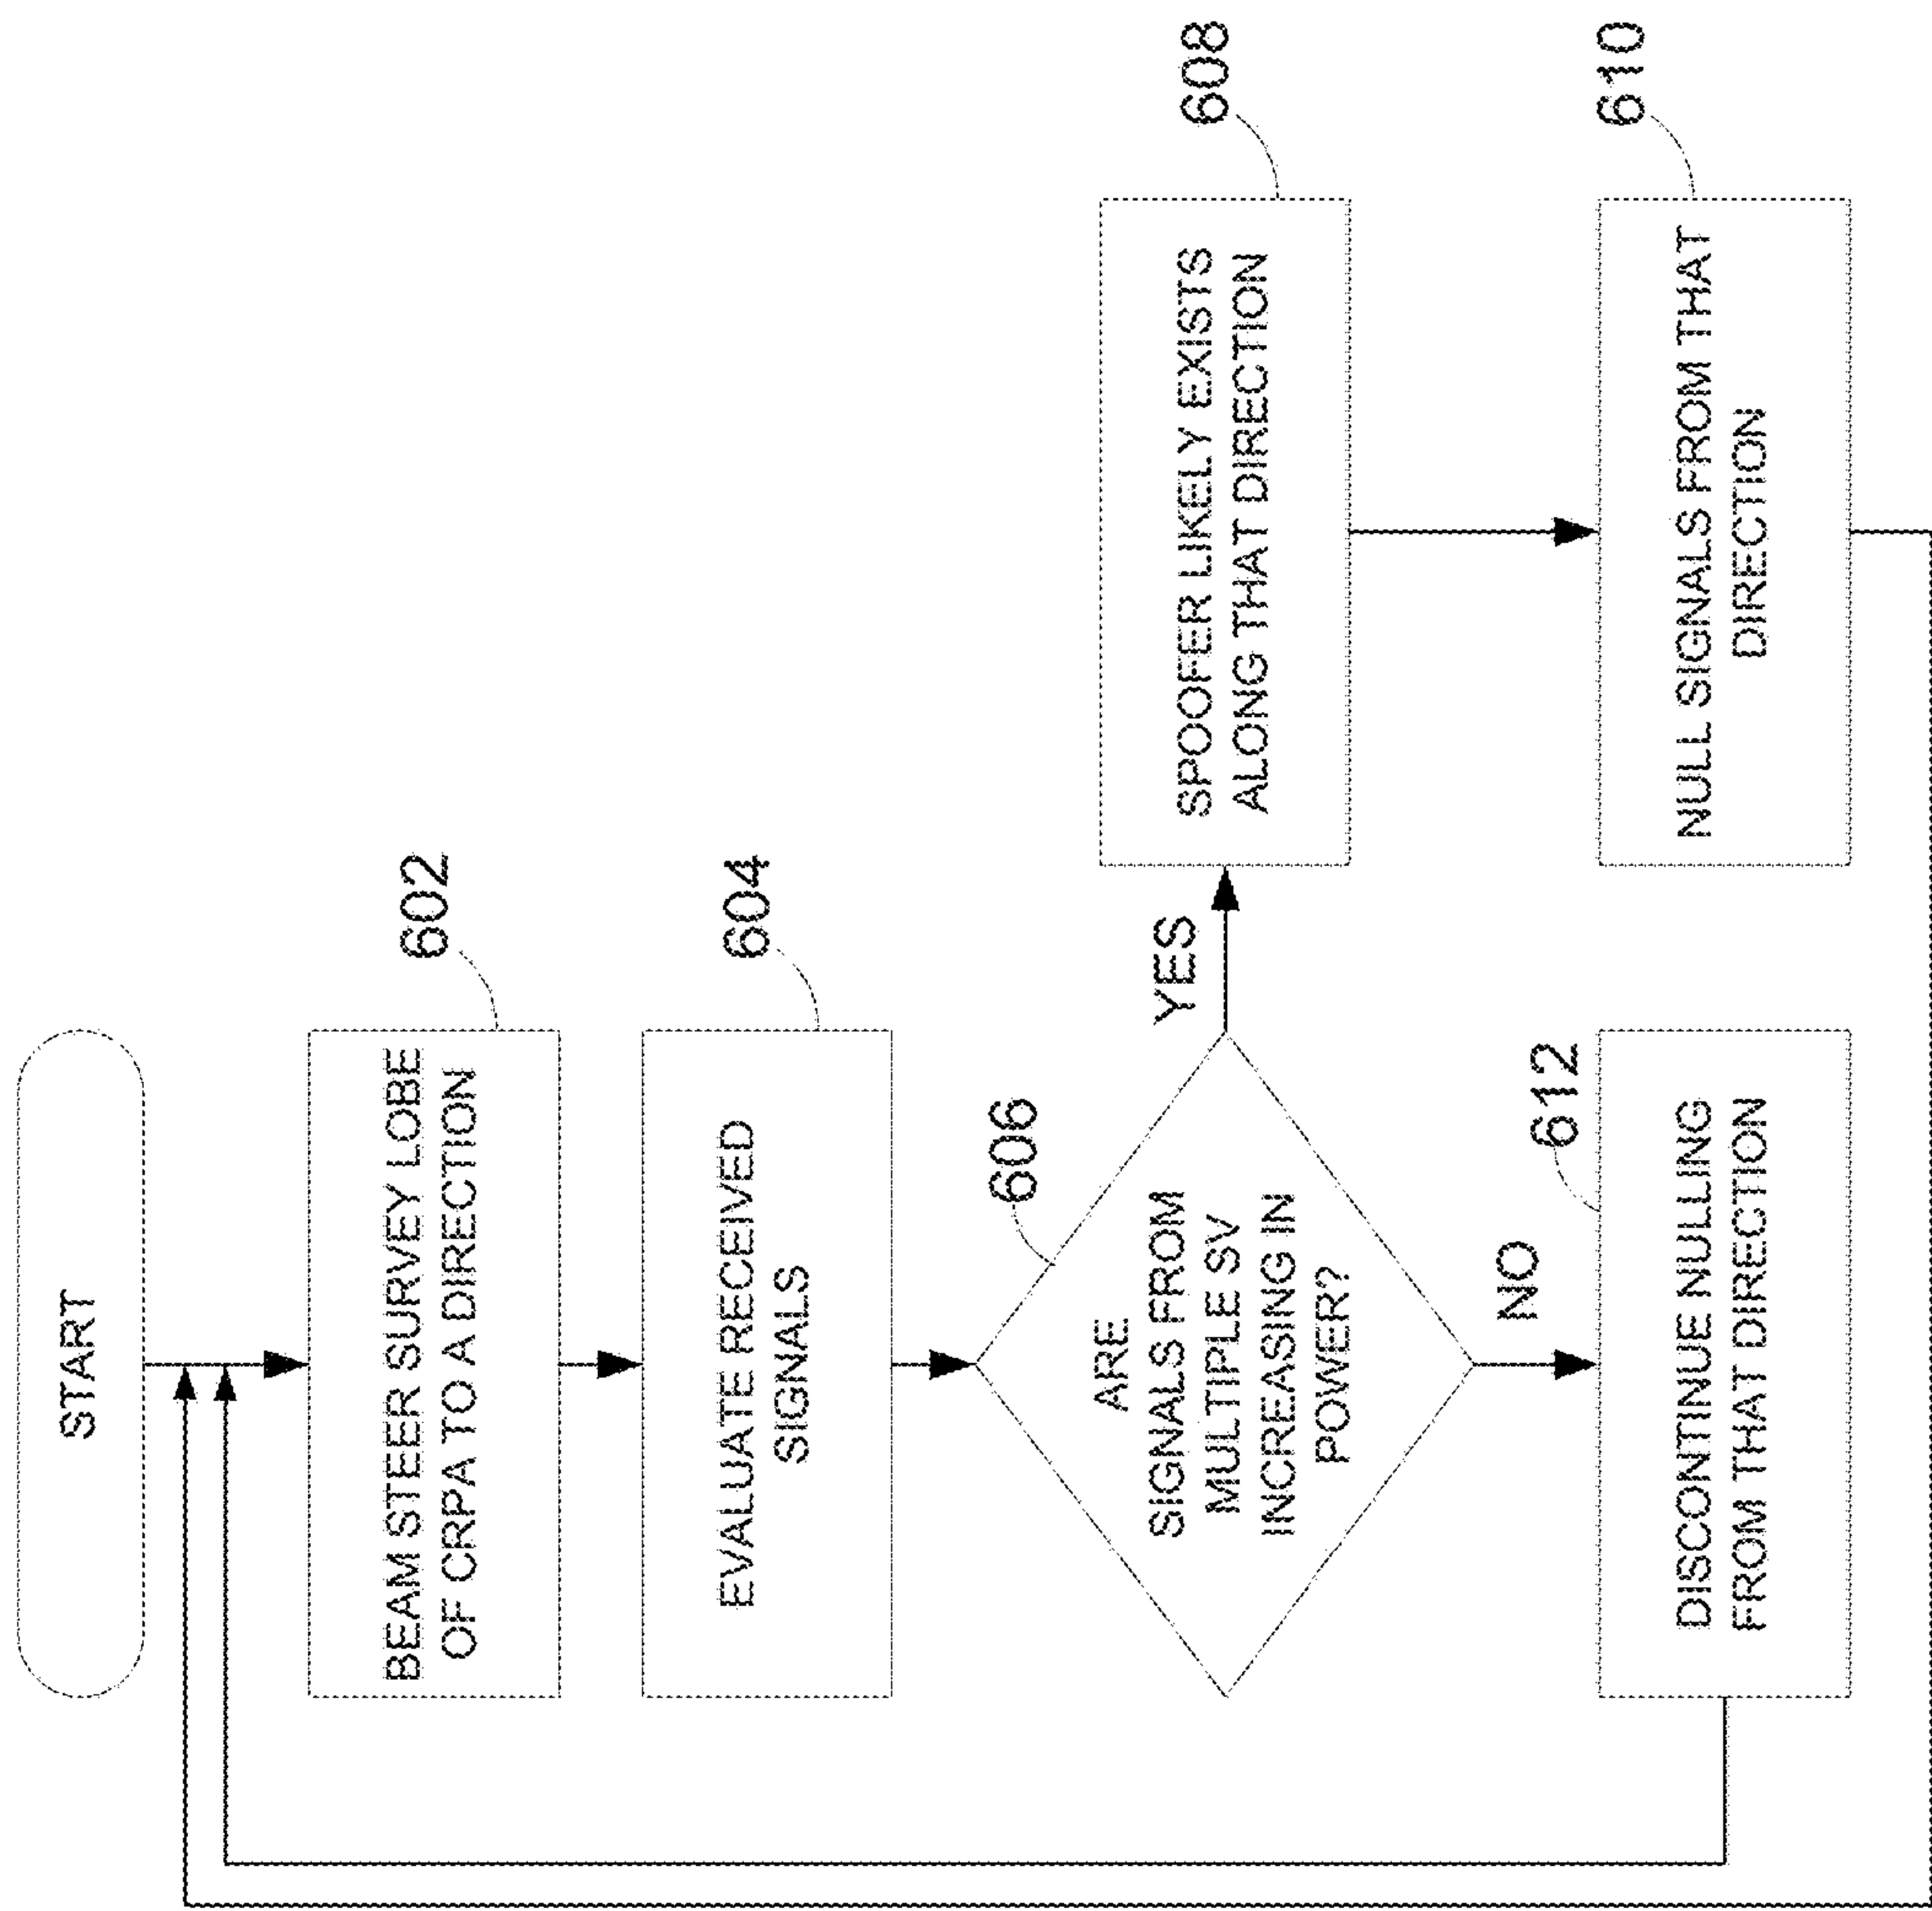 START
BEAM STEER SURVEY LOBE
OF CRPA TO A DIRECTION
602
EVALUATE RECEIVED
SIGNALS
604
ARE
SIGNALS FROM
MULTIPLE SV
INCREASING IN
POWER?
606
YES
SPOOFER LIKELY EXISTS
ALONG THAT DIRECTION
608
NULL SIGNALS FROM THAT
DIRECTION
610
NO
DISCONTINUE NULLING
FROM THAT DIRECTION
612